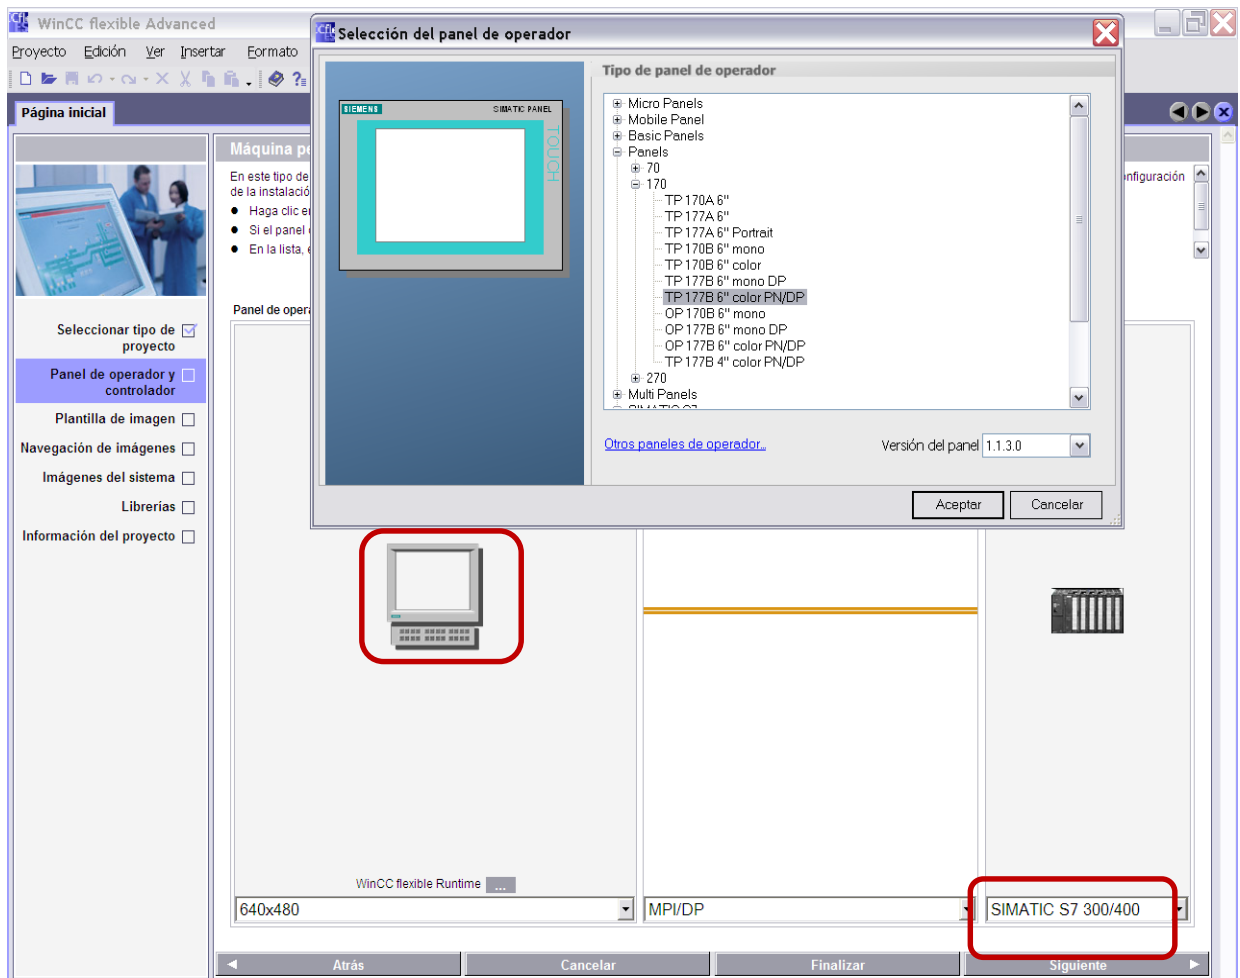 WinCC flexible Advanced
Proyecto Edición Ver Insertar Formato
Página inicial
Seleccionar tipo de
proyecto
Panel de operador y
controlador
Plantilla de imagen
Navegación de imágenes
Imágenes del sistema
Librerías
Información del proyecto
Máquina pe
En este tipo de
de la instalació
onfiguración
Haga clic en
Si el panel
En la lista, e
Panel de opera
Selección del panel de operador
SIEMENS SIMATIC PANEL
TOUCH
Tipo de panel de operador
Micro Panels
Mobile Panel
Basic Panels
Panels
70
170
TP 170A 6"
TP 177A 6"
TP 177A 6" Portrait
TP 170B 6" mono
TP 170B 6" color
TP 177B 6" mono DP
TP 177B 6" color PN/DP
OP 170B 6" mono
OP 177B 6" mono DP
OP 177B 6" color PN/DP
TP 177B 4" color PN/DP
270
Multi Panels
SIMATIC C7
Otros paneles de operador...
Versión del panel 1.1.3.0
Aceptar Cancelar
WinCC flexible Runtime ...
640x480 MPI/DP SIMATIC S7 300/400
Atrás Cancelar Finalizar Siguiente